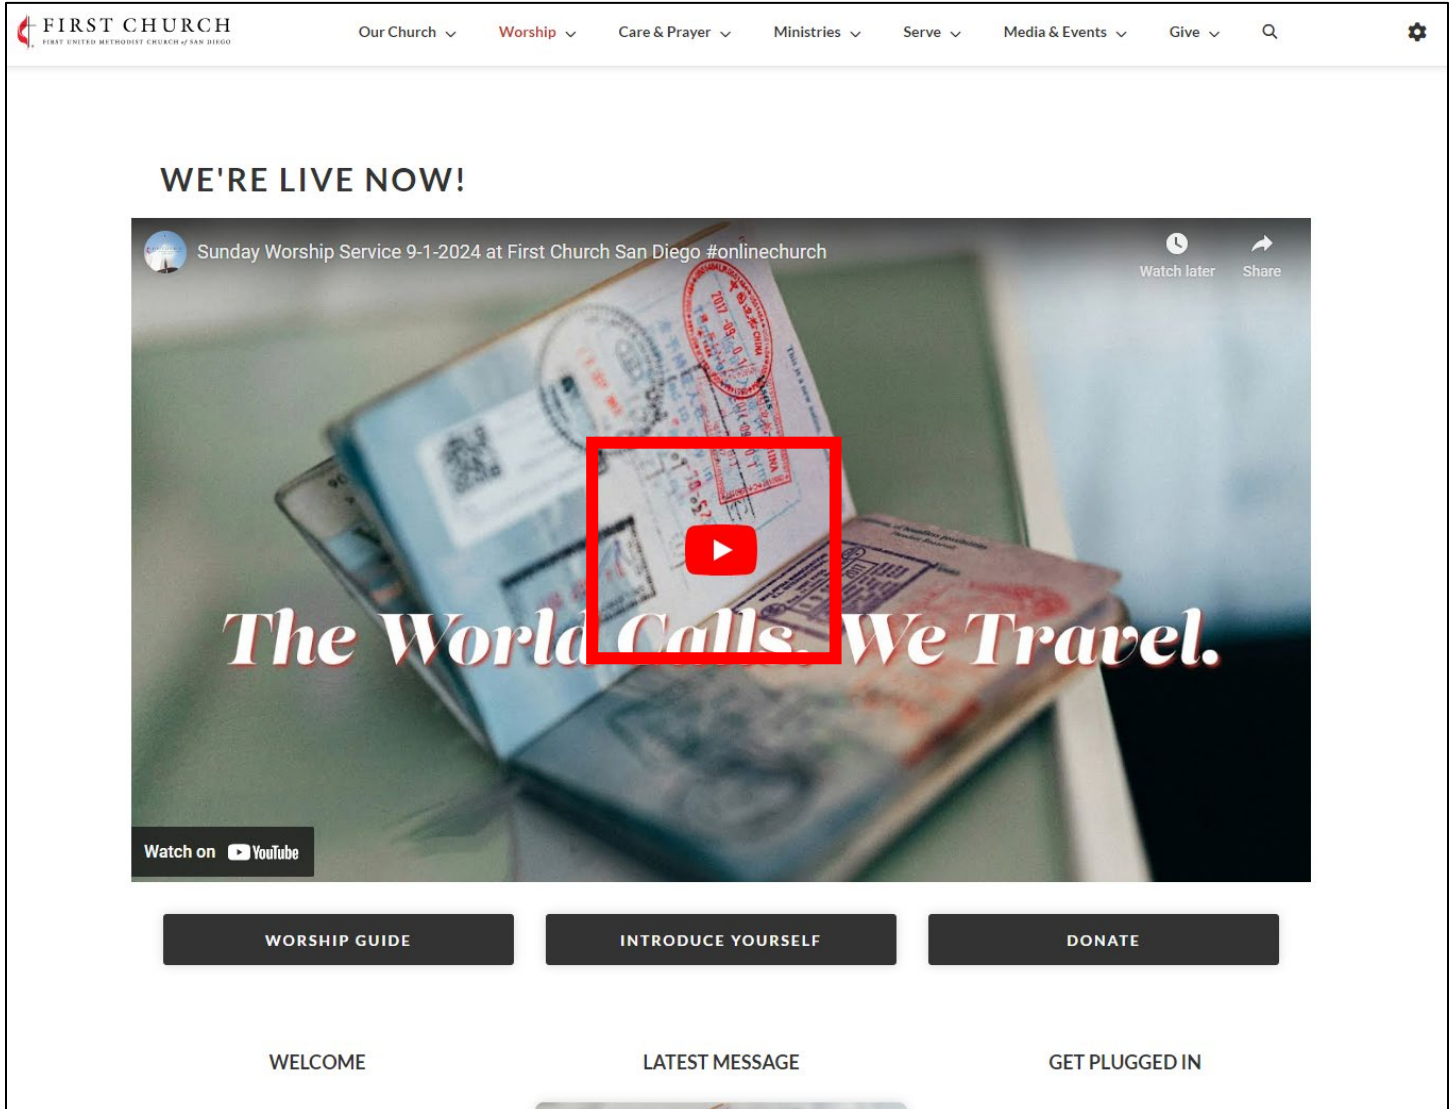 FIRST CHURCH
FIRST UNITED METHODIST CHURCH of SAN DIEGO
Our Church
Worship
Care & Prayer
Ministries
Serve
Media & Events
Give
WE'RE LIVE NOW!
Sunday Worship Service 9-1-2024 at First Church San Diego #onlinechurch
Watch later
Share
The World Calls. We Travel.
Watch on YouTube
WORSHIP GUIDE
INTRODUCE YOURSELF
DONATE
WELCOME
LATEST MESSAGE
GET PLUGGED IN